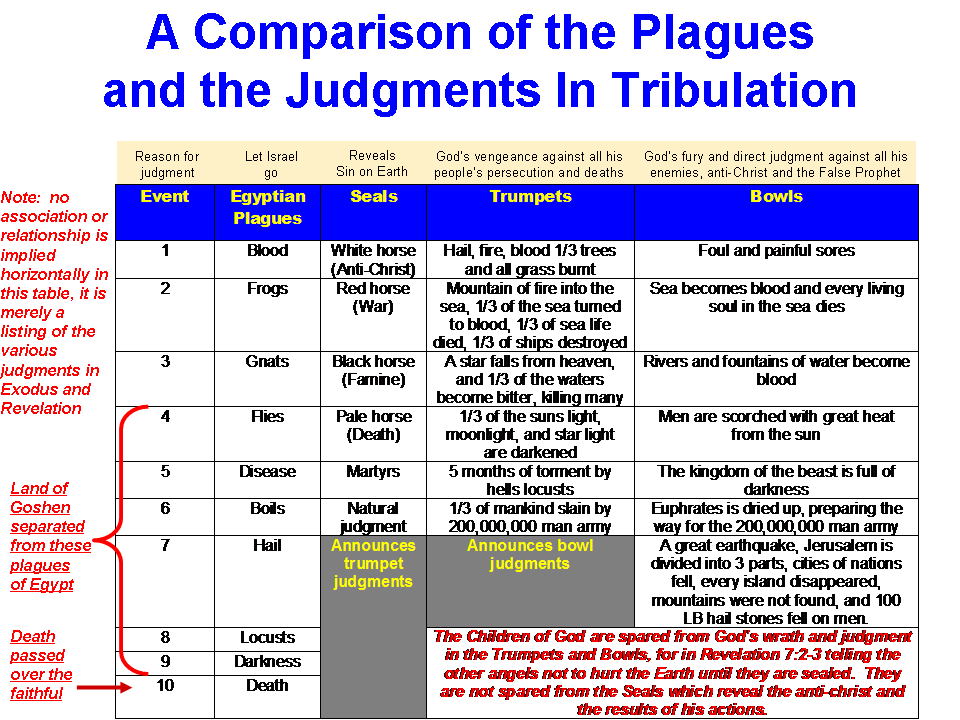 A Comparison of the Plagues
and the Judgments In Tribulation
Reason for
judgment
Let Israel
go
Reveals
Sin on Earth
God's vengeance against all his
people's persecution and deaths
God's fury and direct judgment against all his
enemies, anti-Christ and the False Prophet
Note: no
association or
relationship is
implied
horizontally in
this table, it is
merely a
listing of the
various
judgments in
Exodus and
Revelation
Event
Egyptian
Plagues
Seals
Trumpets
Bowls
1
Blood
White horse
(Anti-Christ)
Hail, fire, blood 1/3 trees
and all grass burnt
Foul and painful sores
2
Frogs
Red horse
(War)
Mountain of fire into the
sea, 1/3 of the sea turned
to blood, 1/3 of sea life
died, 1/3 of ships destroyed
Sea becomes blood and every living
soul in the sea dies
3
Gnats
Black horse
(Famine)
A star falls from heaven,
and 1/3 of the waters
become bitter, killing many
Rivers and fountains of water become
blood
4
Flies
Pale horse
(Death)
1/3 of the suns light,
moonlight, and star light
are darkened
Men are scorched with great heat
from the sun
5
Disease
Martyrs
5 months of torment by
hells locusts
The kingdom of the beast is full of
darkness
6
Boils
Natural
judgment
1/3 of mankind slain by
200,000,000 man army
Euphrates is dried up, preparing the
way for the 200,000,000 man army
7
Hail
Announces
trumpet
judgments
Announces bowl
judgments
A great earthquake, Jerusalem is
divided into 3 parts, cities of nations
fell, every island disappeared,
mountains were not found, and 100
LB hail stones fell on men.
8
Locusts
9
Darkness
10
Death
The Children of God are spared from God's wrath and judgment
in the Trumpets and Bowls, for in Revelation 7:2-3 telling the
other angels not to hurt the Earth until they are sealed. They
are not spared from the Seals which reveal the anti-christ and
the results of his actions.
Land of
Goshen
separated
from these
plagues
of Egypt
Death
passed
over the
faithful